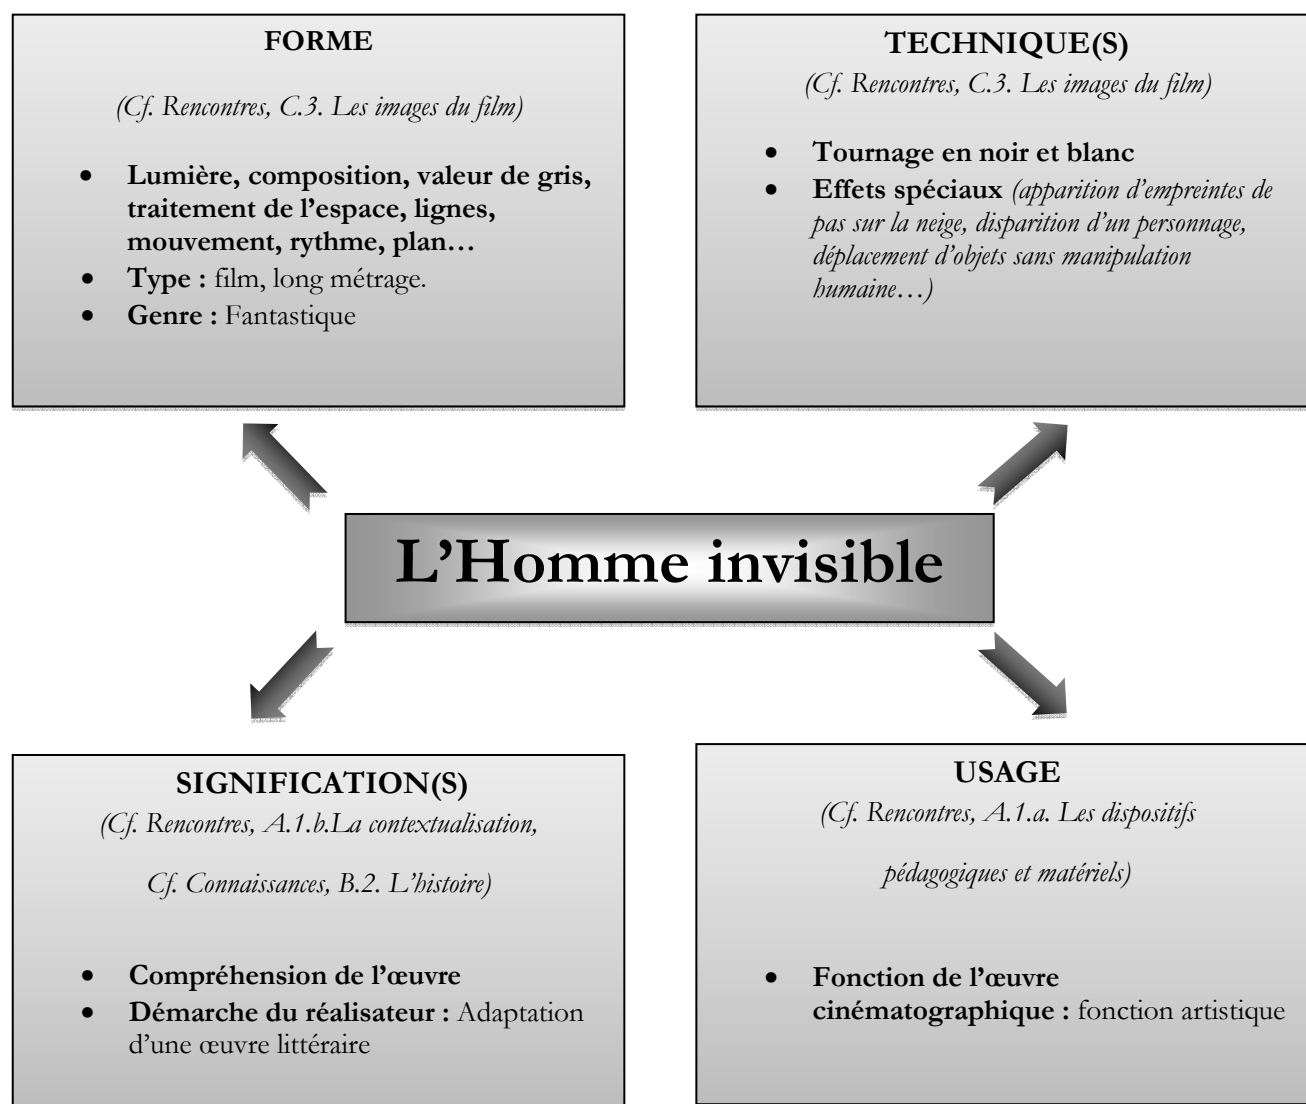 FORME
(Cf. Rencontres, C.3. Les images du film)
• Lumière, composition, valeur de gris,
traitement de l’espace, lignes,
mouvement, rythme, plan…
• Type : film, long métrage.
• Genre : Fantastique
TECHNIQUE(S)
(Cf. Rencontres, C.3. Les images du film)
• Tournage en noir et blanc
• Effets spéciaux (apparition d’empreintes de
pas sur la neige, disparition d’un personnage,
déplacement d’objets sans manipulation
humaine…)
L’Homme invisible
SIGNIFICATION(S)
(Cf. Rencontres, A.1.b.La contextualisation,
Cf. Connaissances, B.2. L’histoire)
• Compréhension de l’œuvre
• Démarche du réalisateur : Adaptation
d’une œuvre littéraire
USAGE
(Cf. Rencontres, A.1.a. Les dispositifs
pédagogiques et matériels)
• Fonction de l’œuvre
cinématographique : fonction artistique